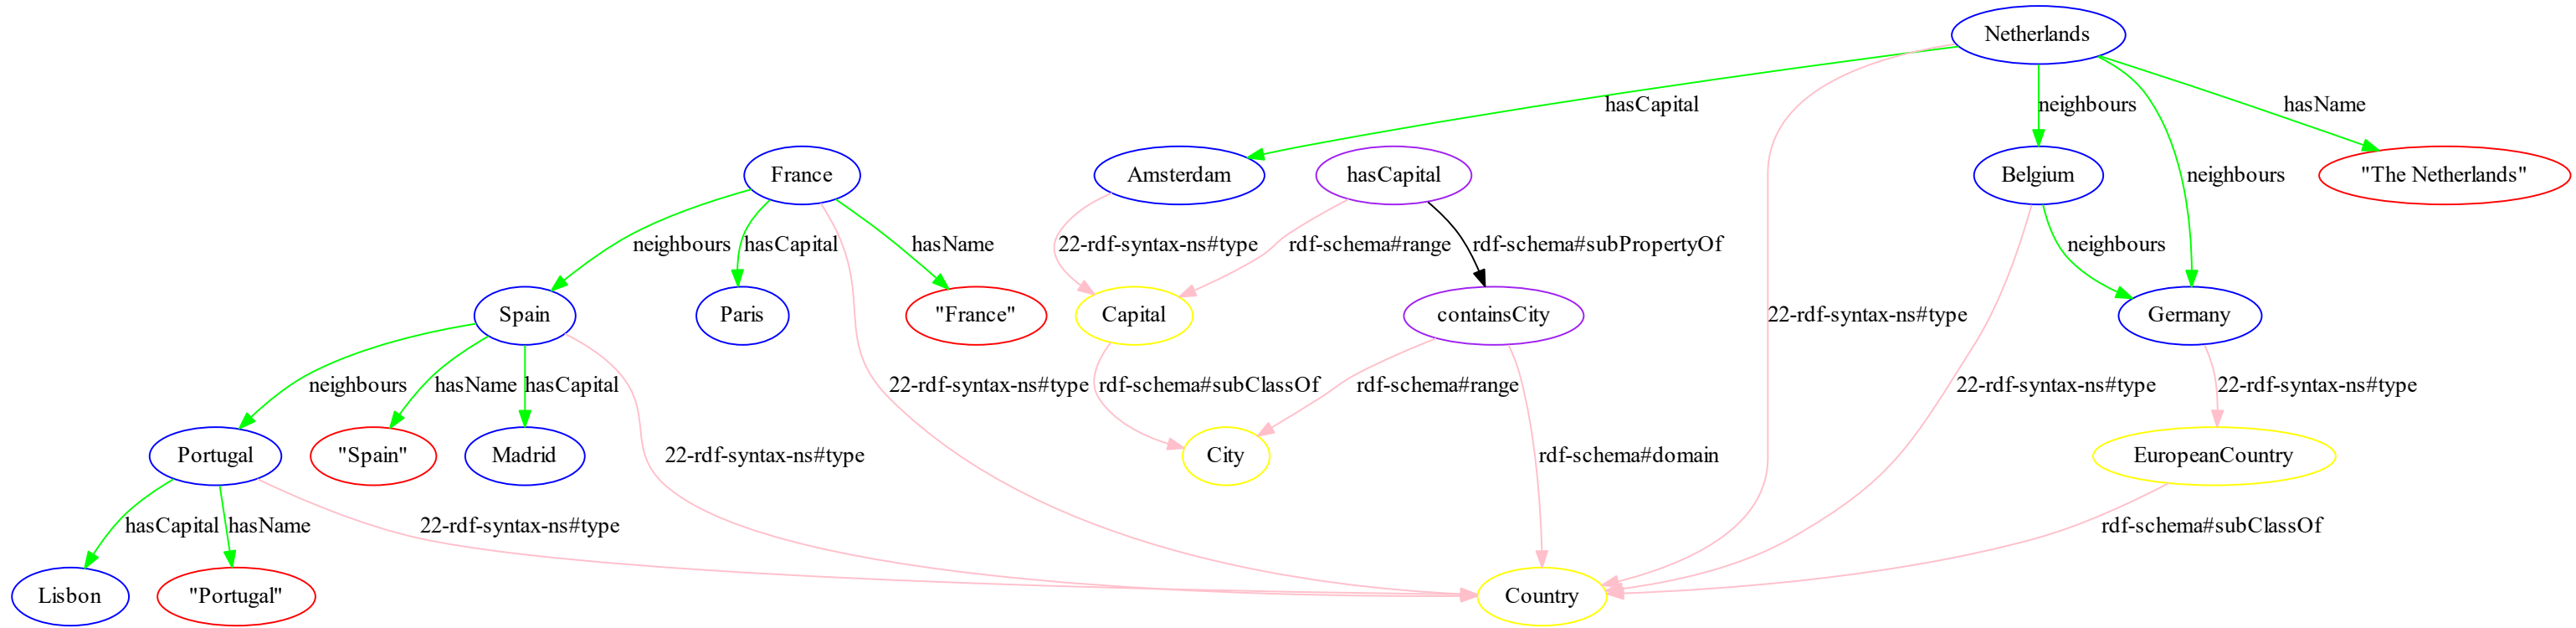 Netherlands
hasCapital
neighbours
hasName
France
Amsterdam
hasCapital
Belgium
neighbours
"The Netherlands"
neighbours
hasCapital
hasName
22-rdf-syntax-ns#type
rdf-schema#range
rdf-schema#subPropertyOf
neighbours
Spain
Paris
"France"
Capital
containsCity
22-rdf-syntax-ns#type
Germany
neighbours
hasName
hasCapital
22-rdf-syntax-ns#type
rdf-schema#subClassOf
rdf-schema#range
22-rdf-syntax-ns#type
22-rdf-syntax-ns#type
Portugal
"Spain"
Madrid
22-rdf-syntax-ns#type
City
rdf-schema#domain
EuropeanCountry
hasCapital
hasName
22-rdf-syntax-ns#type
rdf-schema#subClassOf
Lisbon
"Portugal"
Country